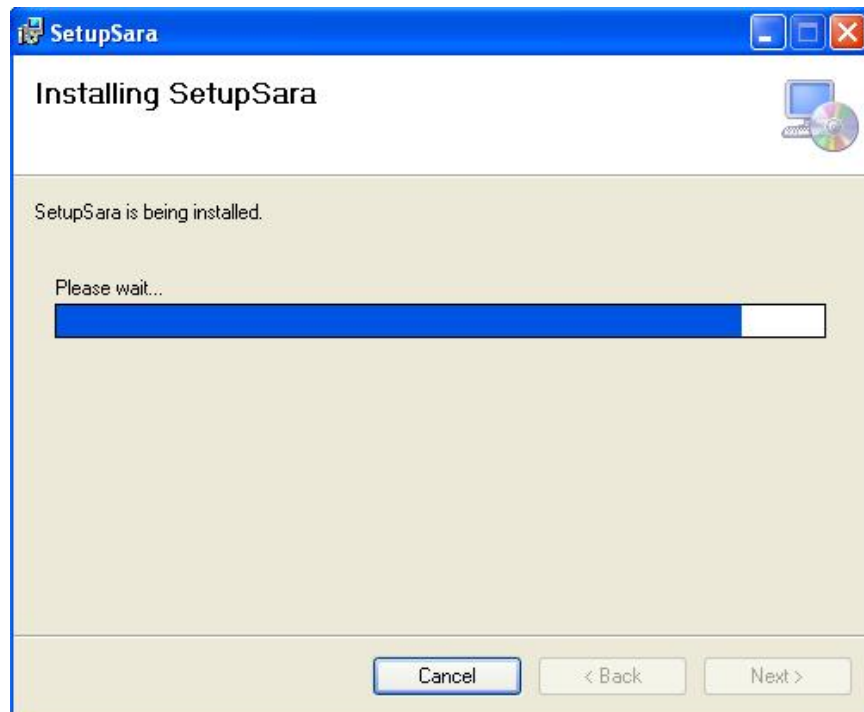 SetupSara
Installing SetupSara
SetupSara is being installed.
Please wait...
Cancel
< Back
Next >